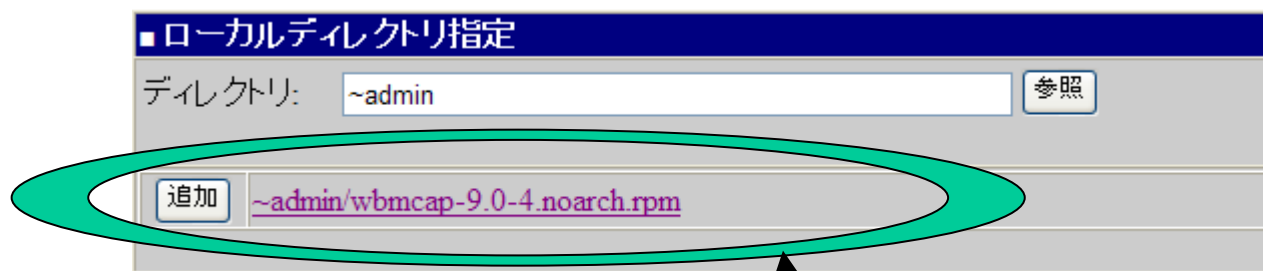 ■ローカルディレクトリ指定
ディレクトリ: ~admin 参照
追加 ~admin/wbmcap-9.0-4.noarch.rpm